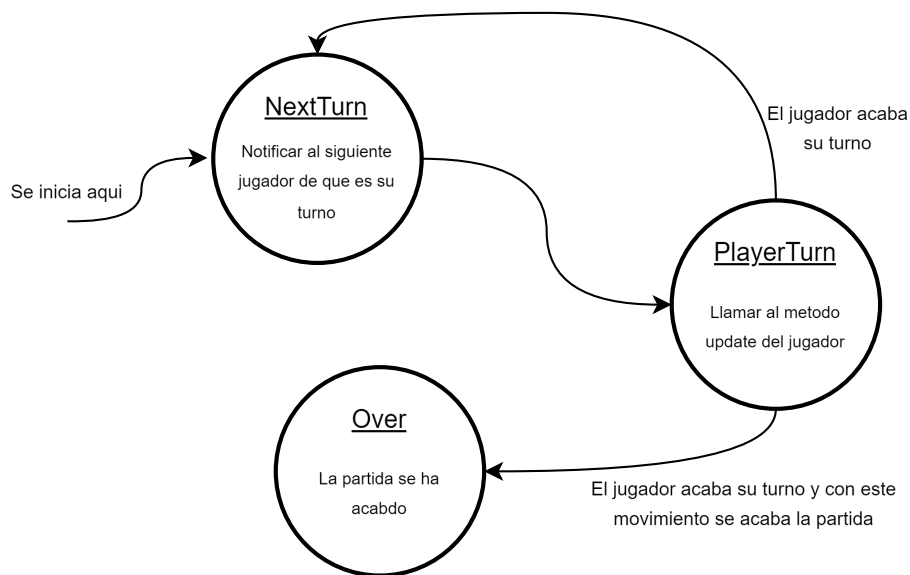 Se inicia aqui
NextTurn
Notificar al siguiente
jugador de que es su
turno
El jugador acaba
su turno
PlayerTurn
Llamar al metodo
update del jugador
Over
La partida se ha
acabdo
El jugador acaba su turno y con este
movimiento se acaba la partida